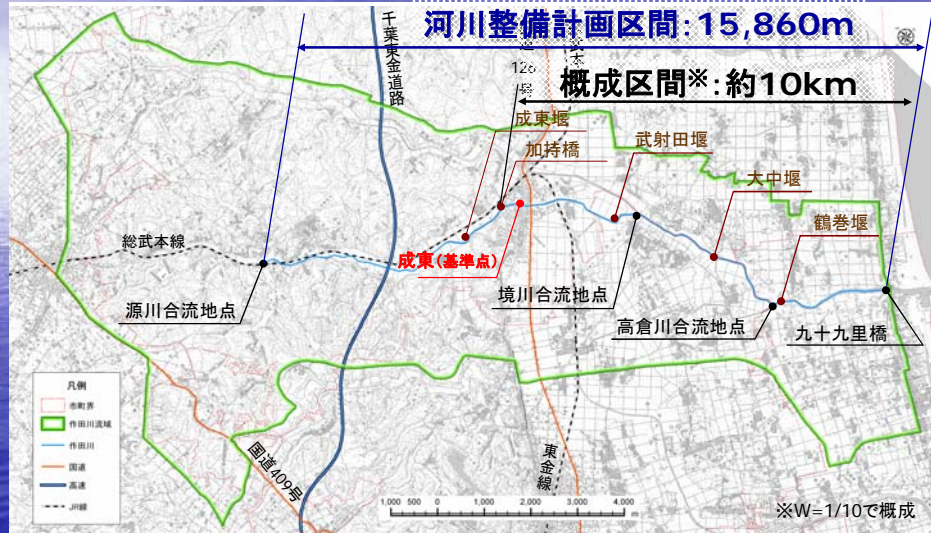 河川整備計画区間:15,860m
千葉東金道路
126
概成区間※:約10km
成東堰
加持橋
武射田堰
大中堰
鶴巻堰
総武本線
成東(基準点)
源川合流地点
境川合流地点
高倉川合流地点
九十九里橋
凡例
市町界
作田川流域
作田川
国道
高速
JR線
国道409号
東金線
1,000 500 0 1,000 2,000 3,000 4,000
m
※W=1/10で概成